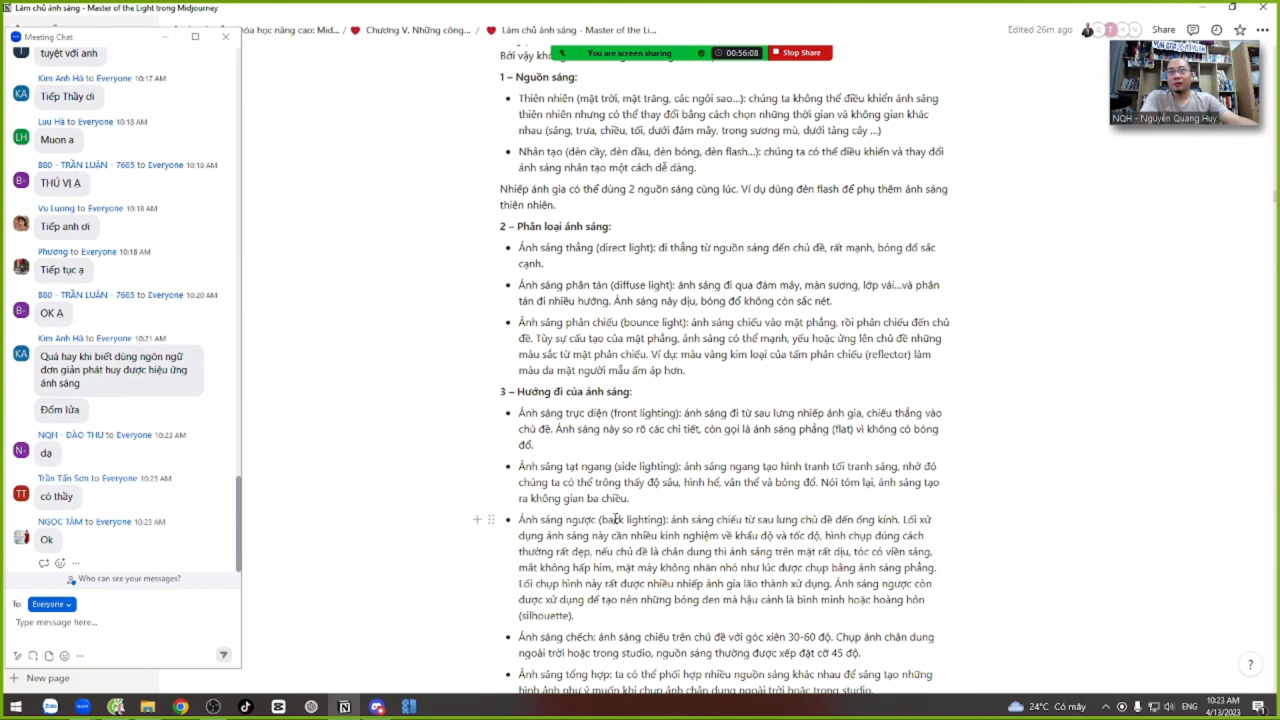 Làm chủ ánh sáng - Master of the Light trong Midjourney
Meeting Chat
tuyệt vời anh
Kim Anh Hà to Everyone 10:17 AM
KA
Tiếp Thầy ơi
Luu Hà to Everyone 10:18 AM
LH
Muon a
B80 - TRẦN LUÂN - 7685 to Everyone 10:18 AM
B-
THÚ VỊ Ạ
Vu Luong to Everyone 10:18 AM
Tiếp anh ơi
Phương to Everyone 10:18 AM
Tiếp tục ạ
B80 - TRẦN LUÂN - 7685 to Everyone 10:20 AM
B-
OK Ạ
Kim Anh Hà to Everyone 10:21 AM
KA
Quá hay khi biết dùng ngôn ngữ
đơn giản phát huy được hiệu ứng
ánh sáng
Đốm lửa
NQH - ĐÀO THU to Everyone 10:23 AM
N-
dạ
Trần Tấn Sơn to Everyone 10:23 AM
TT
có thầy
NGỌC TÂM to Everyone 10:23 AM
Ok
Who can see your messages?
To: Everyone
Type message here...
New page
hóa học nâng cao: Mid... / Chương V. Những công... / Làm chủ ánh sáng - Master of the Li...
Edited 26m ago
Share
You are screen sharing
00:56:08
Stop Share
NQH - Nguyễn Quang Huy
Bởi vậy
1 – Nguồn sáng:
• Thiên nhiên (mặt trời, mặt trăng, các ngôi sao...): chúng ta không thể điều khiển ánh sáng
thiên nhiên nhưng có thể thay đổi bằng cách chọn những thời gian và không gian khác
nhau (sáng, trưa, chiều, tối, dưới đám mây, trong sương mù, dưới tàng cây ...)
• Nhân tạo (đèn cầy, đèn dầu, đèn bóng, đèn flash...): chúng ta có thể điều khiển và thay đổi
ánh sáng nhân tạo một cách dễ dàng.
Nhiếp ảnh gia có thể dùng 2 nguồn sáng cùng lúc. Ví dụ dùng đèn flash để phụ thêm ánh sáng
thiên nhiên.
2 – Phân loại ánh sáng:
• Ánh sáng thẳng (direct light): đi thẳng từ nguồn sáng đến chủ đề, rất mạnh, bóng đổ sắc
cạnh.
• Ánh sáng phân tán (diffuse light): ánh sáng đi qua đám mây, màn sương, lớp vải...và phân
tán đi nhiều hướng. Ánh sáng này dịu, bóng đổ không còn sắc nét.
• Ánh sáng phản chiếu (bounce light): ánh sáng chiếu vào mặt phẳng, rồi phản chiếu đến chủ
đề. Tùy sự cấu tạo của mặt phẳng, ánh sáng có thể mạnh, yếu hoặc ửng lên chủ đề những
màu sắc từ mặt phản chiếu. Ví dụ: màu vàng kim loại của tấm phản chiếu (reflector) làm
màu da mặt người mẫu ấm áp hơn.
3 – Hướng đi của ánh sáng:
• Ánh sáng trực diện (front lighting): ánh sáng đi từ sau lưng nhiếp ảnh gia, chiếu thẳng vào
chủ đề. Ánh sáng này so rõ các chi tiết, còn gọi là ánh sáng phẳng (flat) vì không có bóng
đổ.
• Ánh sáng tạt ngang (side lighting): ánh sáng ngang tạo hình tranh tối tranh sáng, nhờ đó
chúng ta có thể trông thấy độ sâu, hình hể, văn thể và bóng đổ. Nói tóm lại, ánh sáng tạo
ra không gian ba chiều.
• Ánh sáng ngược (back lighting): ánh sáng chiếu từ sau lưng chủ đề đến ống kính. Lối xử
dụng ánh sáng này cần nhiều kinh nghiệm về khẩu độ và tốc độ, hình chụp đúng cách
thường rất đẹp, nếu chủ đề là chân dung thì ánh sáng trên mặt rất dịu, tóc có viền sáng,
mắt không hấp him, mặt mày không nhăn nhó như lúc được chụp bằng ánh sáng phẳng.
Lối chụp hình này rất được nhiều nhiếp ảnh gia lão thành xử dụng. Ánh sáng ngược còn
được xử dụng để tạo nên những bóng đen mà hậu cảnh là bình minh hoặc hoàng hôn
(silhouette).
• Ánh sáng chếch: ánh sáng chiếu trên chủ đề với góc xiên 30-60 độ. Chụp ảnh chân dung
ngoài trời hoặc trong studio, nguồn sáng thường được xếp đặt cỡ 45 độ.
• Ánh sáng tổng hợp: ta có thể phối hợp nhiều nguồn sáng khác nhau để sáng tạo những
hình ảnh như ý muốn khi chụp ảnh chân dung ngoài trời hoặc trong studio.
?
24°C Có mây
ENG
10:23 AM
4/13/2023